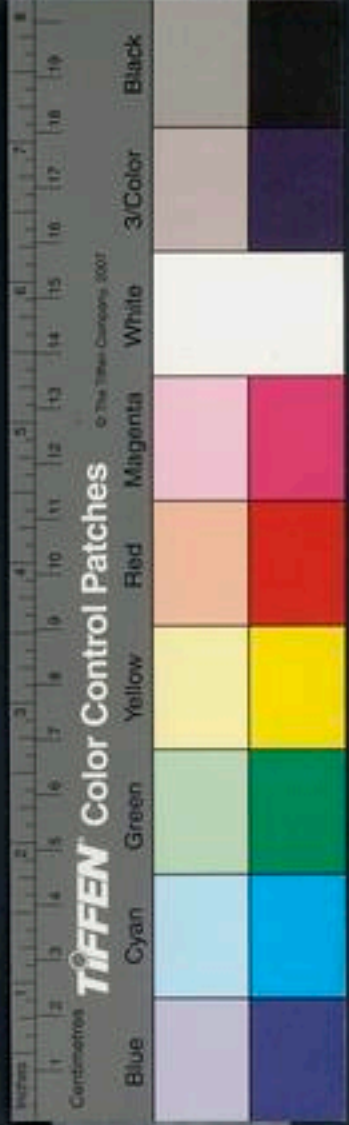 Inches 1 2 3 4 5 6 7 8
Centimetres 1 2 3 4 5 6 7 8 9 10 11 12 13 14 15 16 17 18 19
TIFFEN® Color Control Patches © The Tiffen Company, 2007
Blue Cyan Green Yellow Red Magenta White 3/Color Black